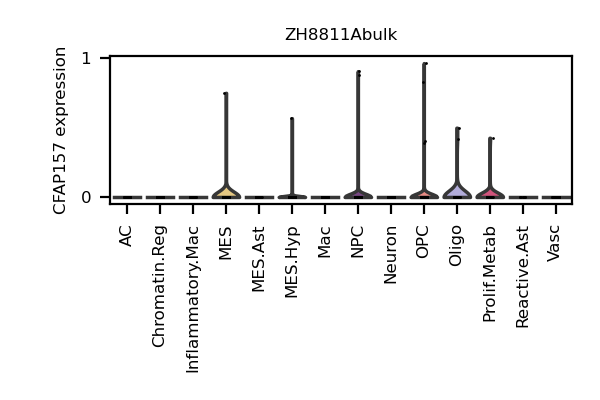 ZH8811Abulk
CFAP157 expression
1
0
AC
Chromatin.Reg
Inflammatory.Mac
MES
MES.Ast
MES.Hyp
Mac
NPC
Neuron
OPC
Oligo
Prolif.Metab
Reactive.Ast
Vasc